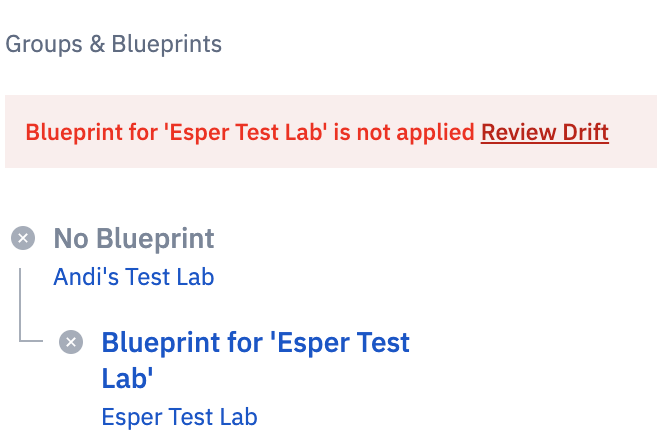 Groups & Blueprints
Blueprint for 'Esper Test Lab' is not applied Review Drift
No Blueprint
Andi's Test Lab
Blueprint for 'Esper Test
Lab'
Esper Test Lab